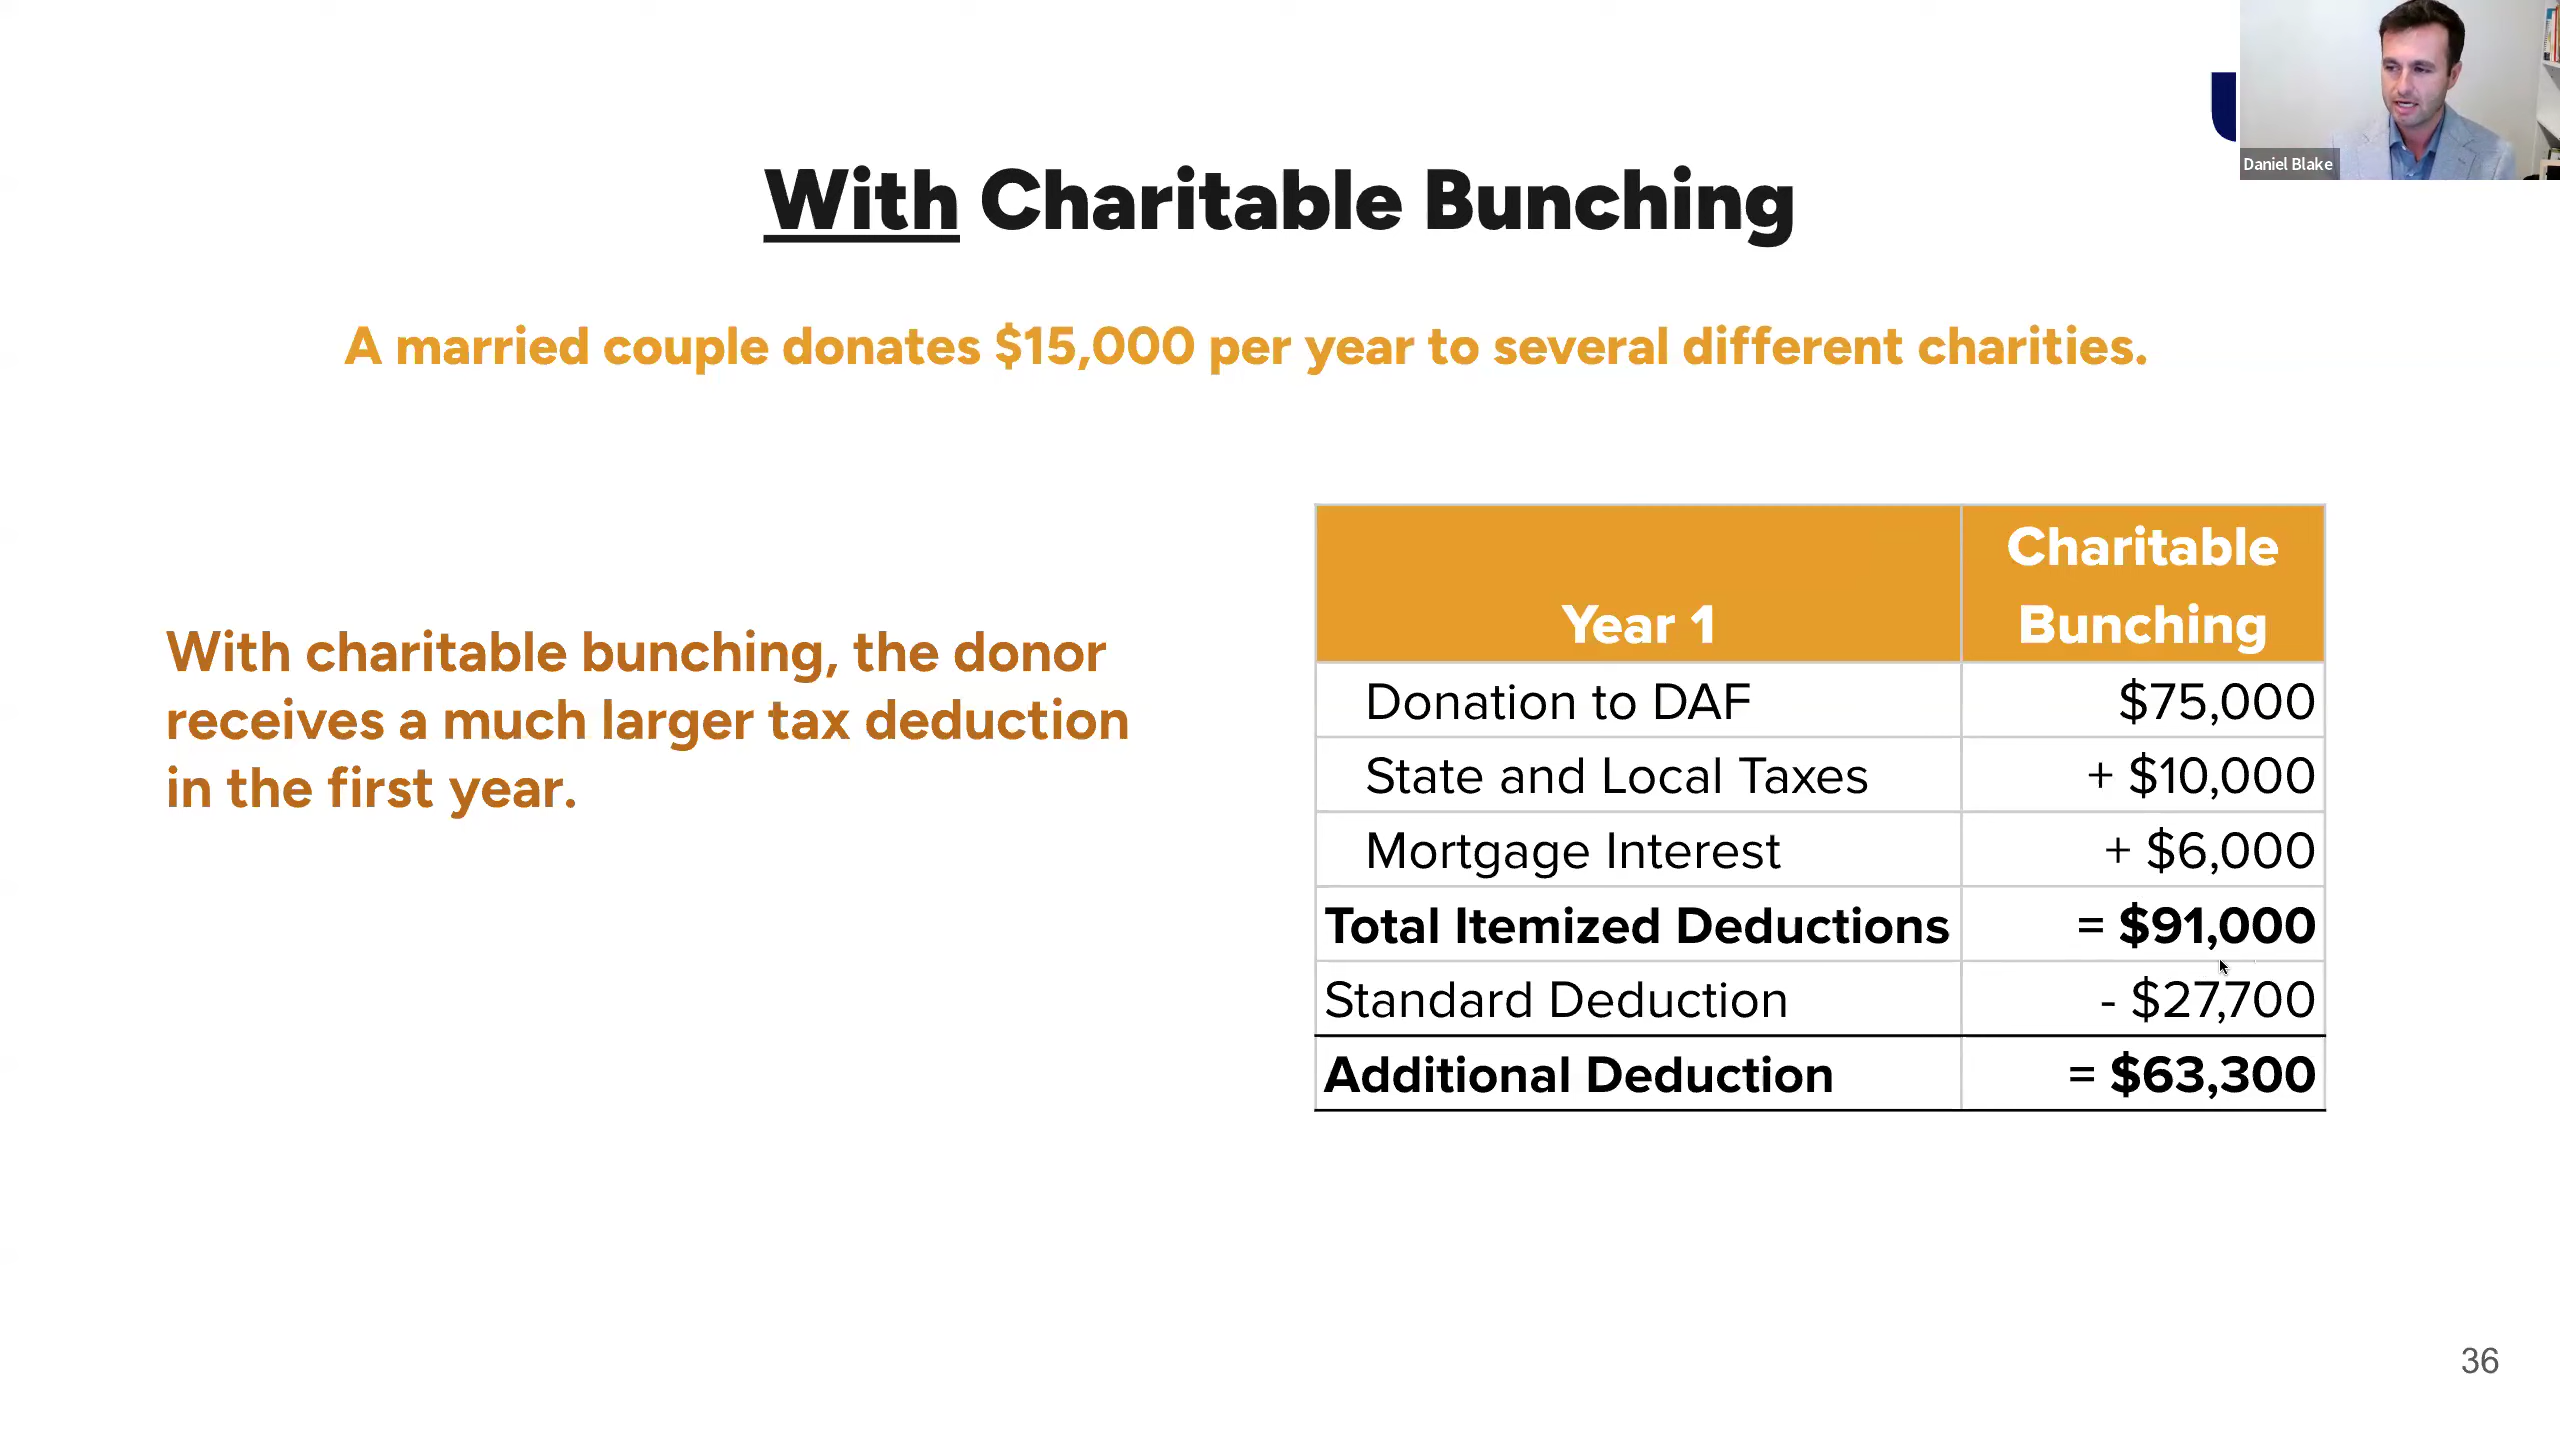 Daniel Blake
With Charitable Bunching
A married couple donates $15,000 per year to several different charities.
With charitable bunching, the donor
receives a much larger tax deduction
in the first year.
Year 1 Charitable Bunching
Donation to DAF $75,000
State and Local Taxes + $10,000
Mortgage Interest + $6,000
Total Itemized Deductions = $91,000
Standard Deduction - $27,700
Additional Deduction = $63,300
36